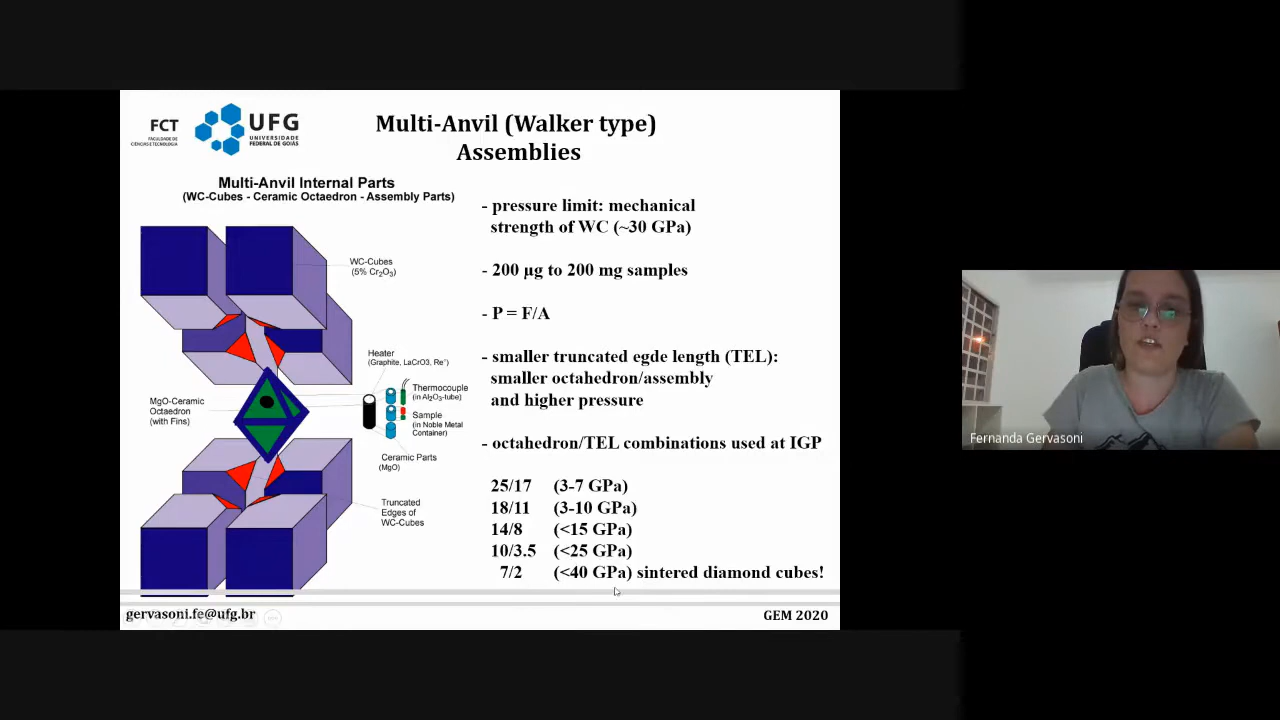 FCT
FACULDADE DE
CIÊNCIAS E TECNOLOGIA
UFG
UNIVERSIDADE
FEDERAL DE GOIÁS
Multi-Anvil (Walker type)
Assemblies
Multi-Anvil Internal Parts
(WC-Cubes - Ceramic Octaedron - Assembly Parts)
WC-Cubes
(5% Cr2O3)
Heater
(Graphite, LaCrO3, Re*)
Thermocouple
(in Al2O3-tube)
MgO-Ceramic
Octaedron
(with Fins)
Sample
(in Noble Metal
Container)
Ceramic Parts
(MgO)
Truncated
Edges of
WC-Cubes
- pressure limit: mechanical
strength of WC (~30 GPa)
- 200 µg to 200 mg samples
- P = F/A
- smaller truncated egde length (TEL):
smaller octahedron/assembly
and higher pressure
- octahedron/TEL combinations used at IGP
25/17 (3-7 GPa)
18/11 (3-10 GPa)
14/8 (<15 GPa)
10/3.5 (<25 GPa)
7/2 (<40 GPa) sintered diamond cubes!
gervasoni.fe@ufg.br
GEM 2020
Fernanda Gervasoni